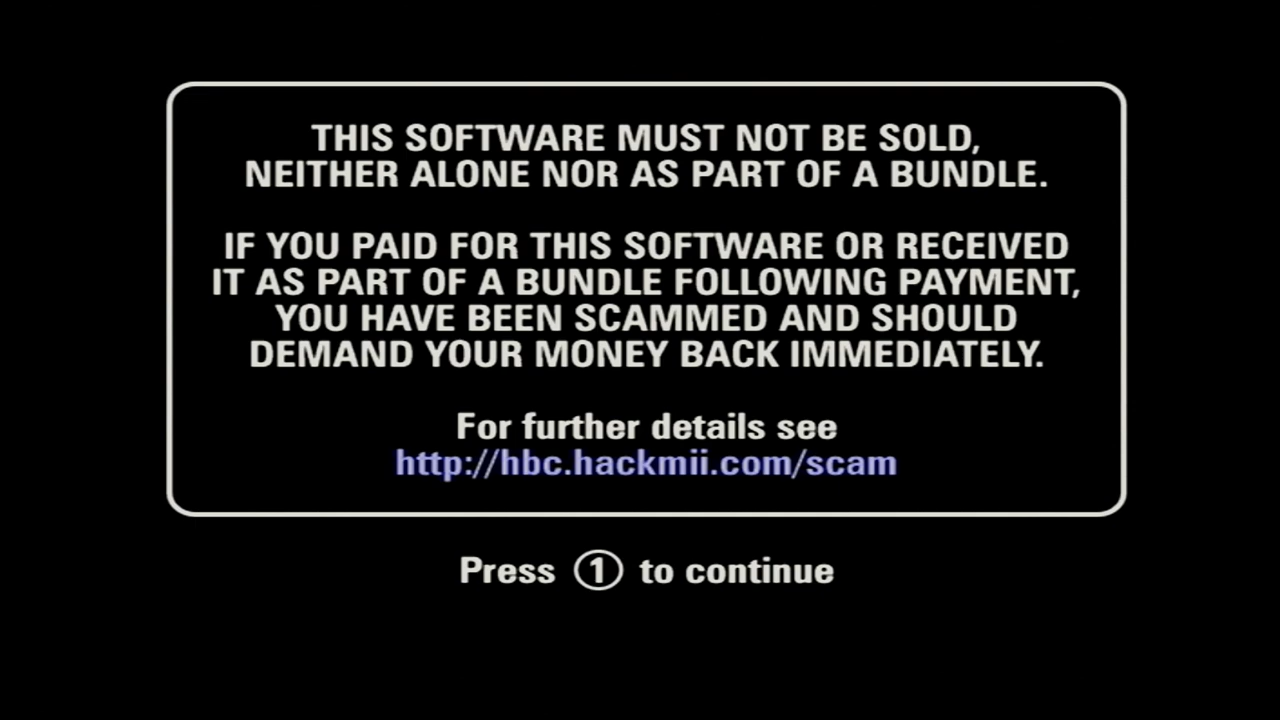 THIS SOFTWARE MUST NOT BE SOLD,
NEITHER ALONE NOR AS PART OF A BUNDLE.
IF YOU PAID FOR THIS SOFTWARE OR RECEIVED
IT AS PART OF A BUNDLE FOLLOWING PAYMENT,
YOU HAVE BEEN SCAMMED AND SHOULD
DEMAND YOUR MONEY BACK IMMEDIATELY.
For further details see
http://hbc.hackmii.com/scam
Press 1 to continue